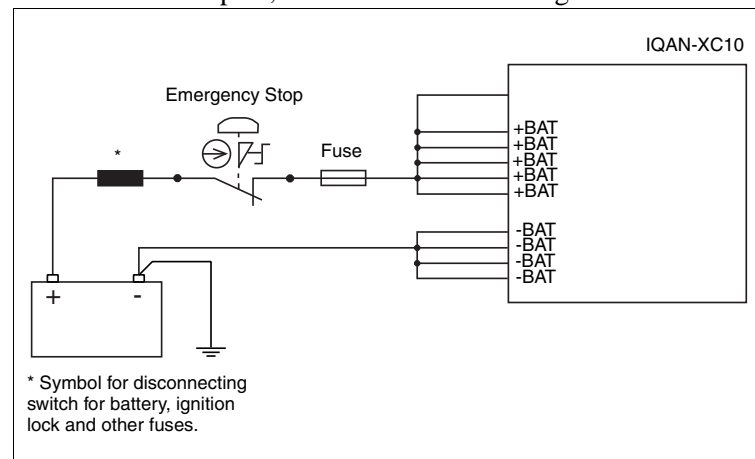 IQAN-XC10
Emergency Stop
*
Fuse
+BAT
+BAT
+BAT
+BAT
+BAT
-BAT
-BAT
-BAT
-BAT
+ -
* Symbol for disconnecting
switch for battery, ignition
lock and other fuses.